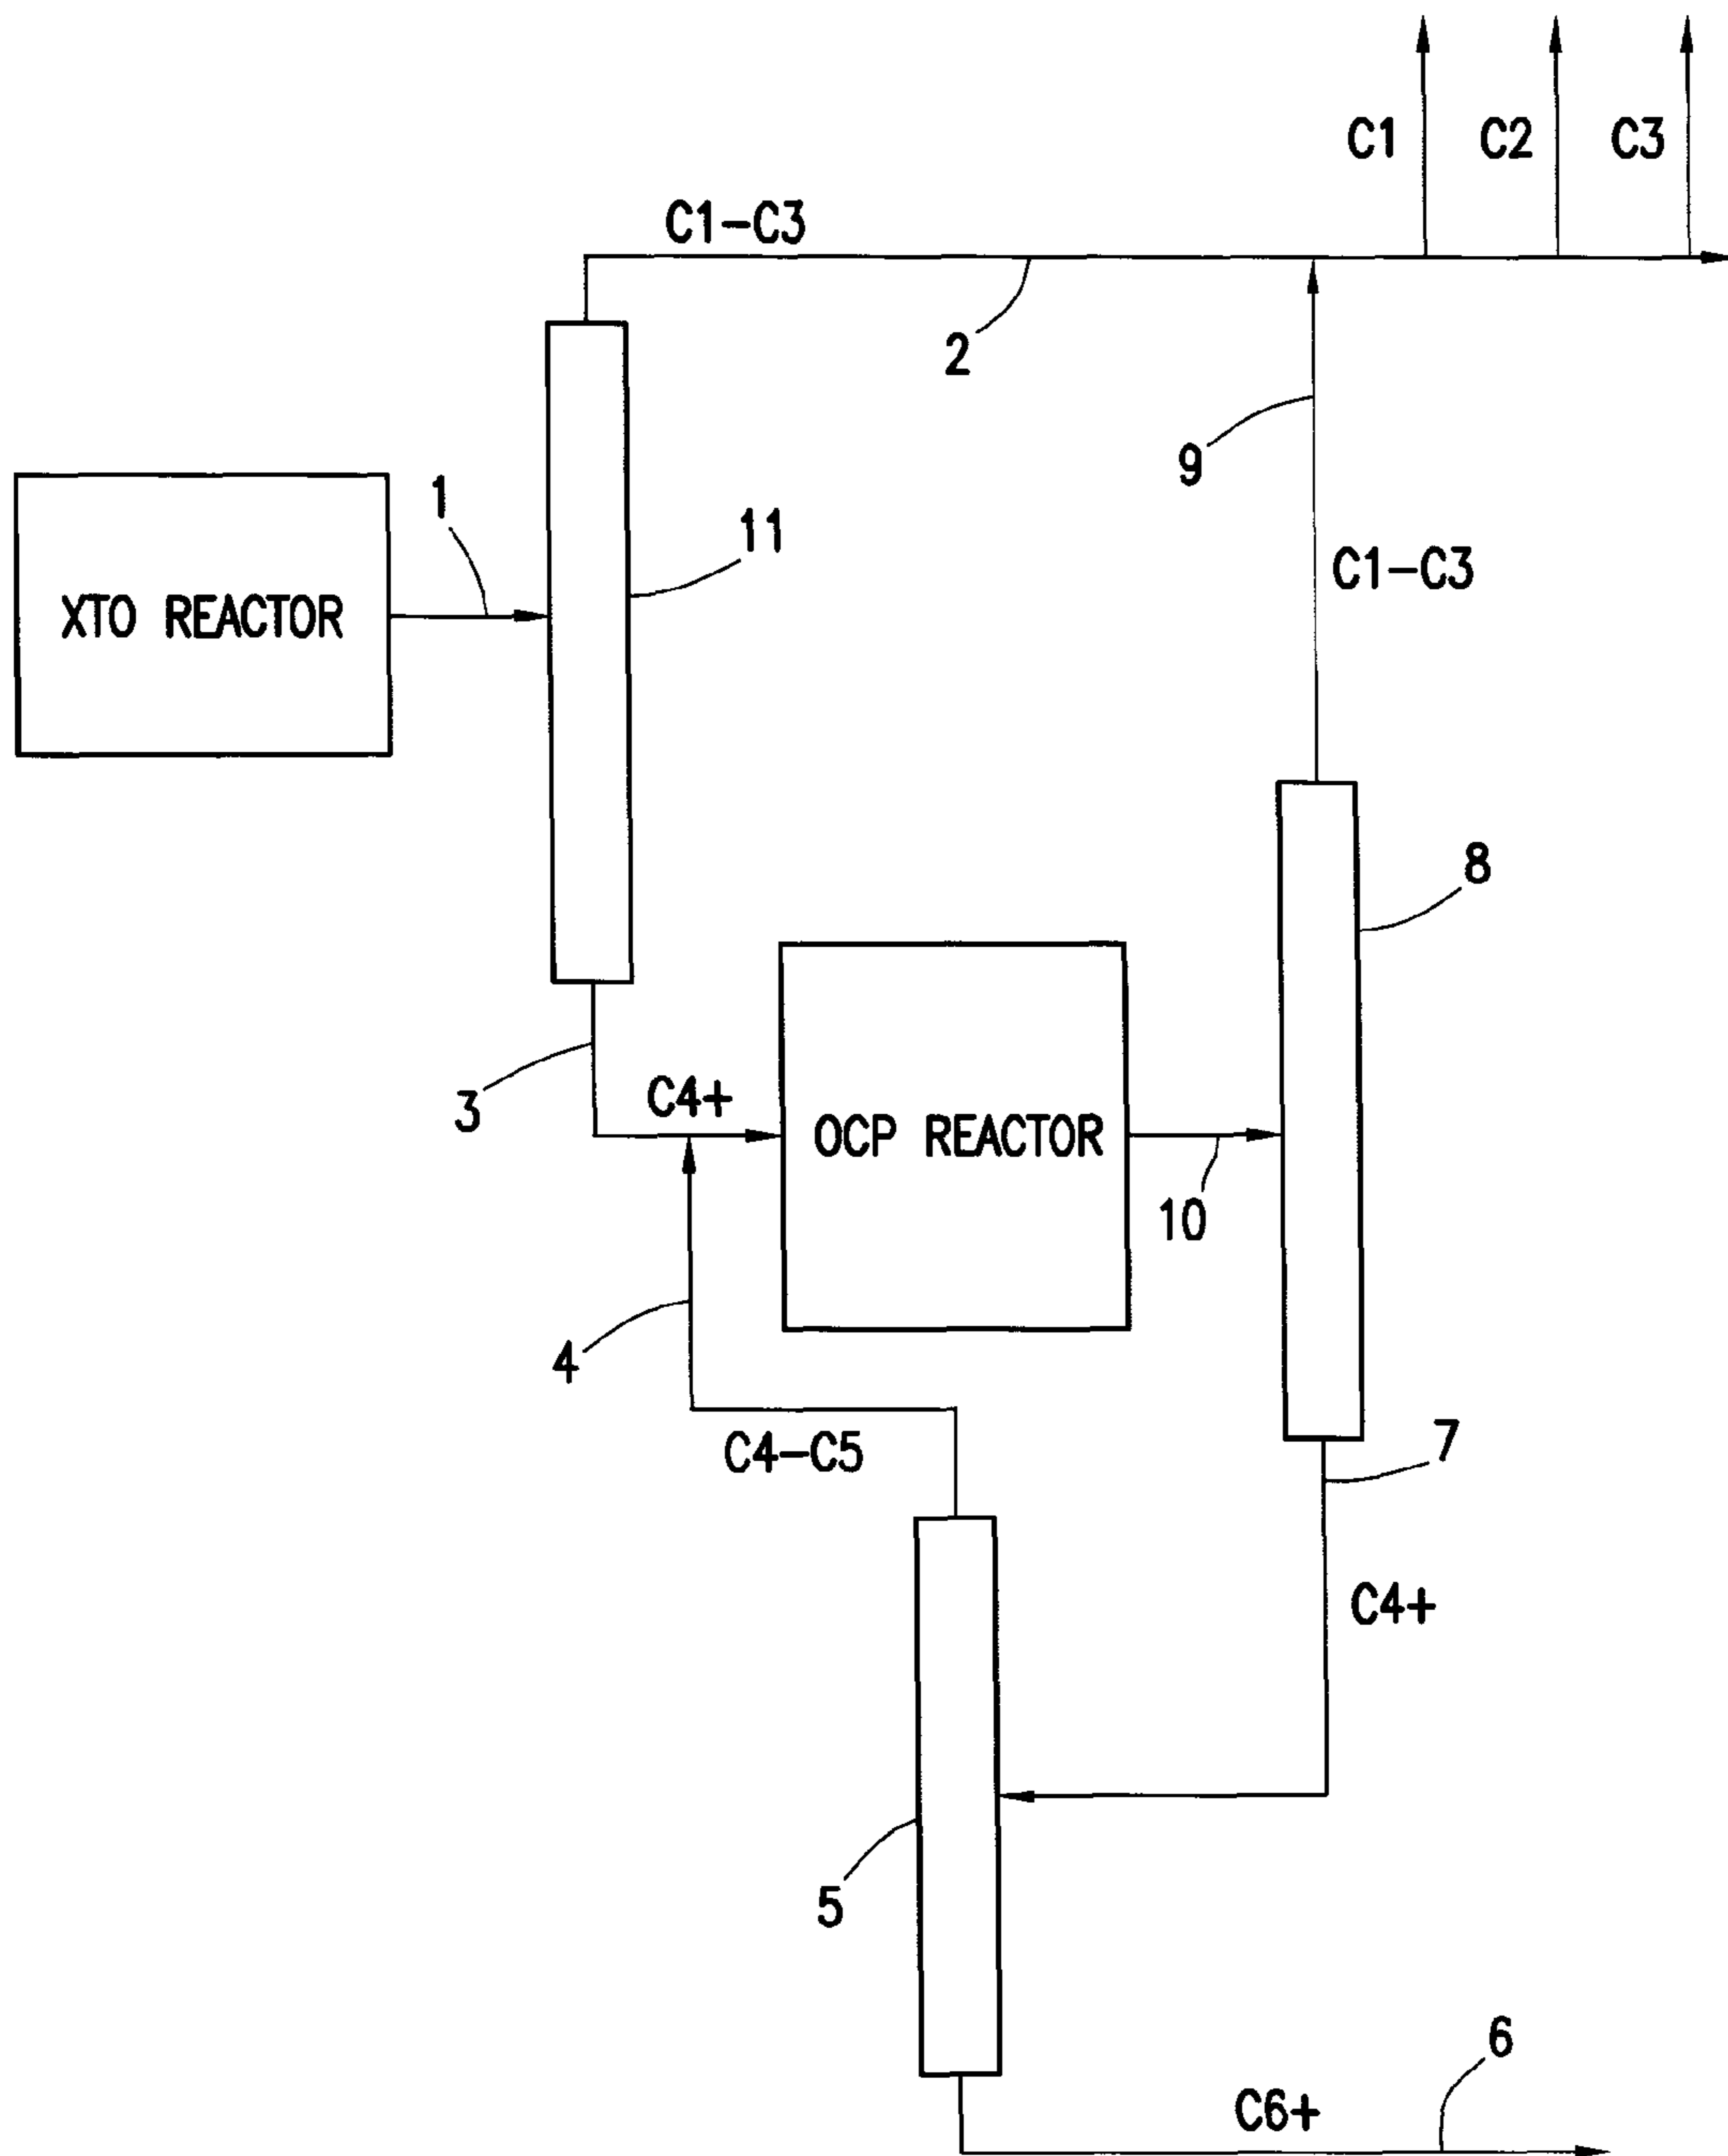 C1
C2
C3
C1-C3
2
9
1
11
XTO REACTOR
C1-C3
8
3
C4+
OCP REACTOR
10
4
C4-C5
7
C4+
5
6
C6+